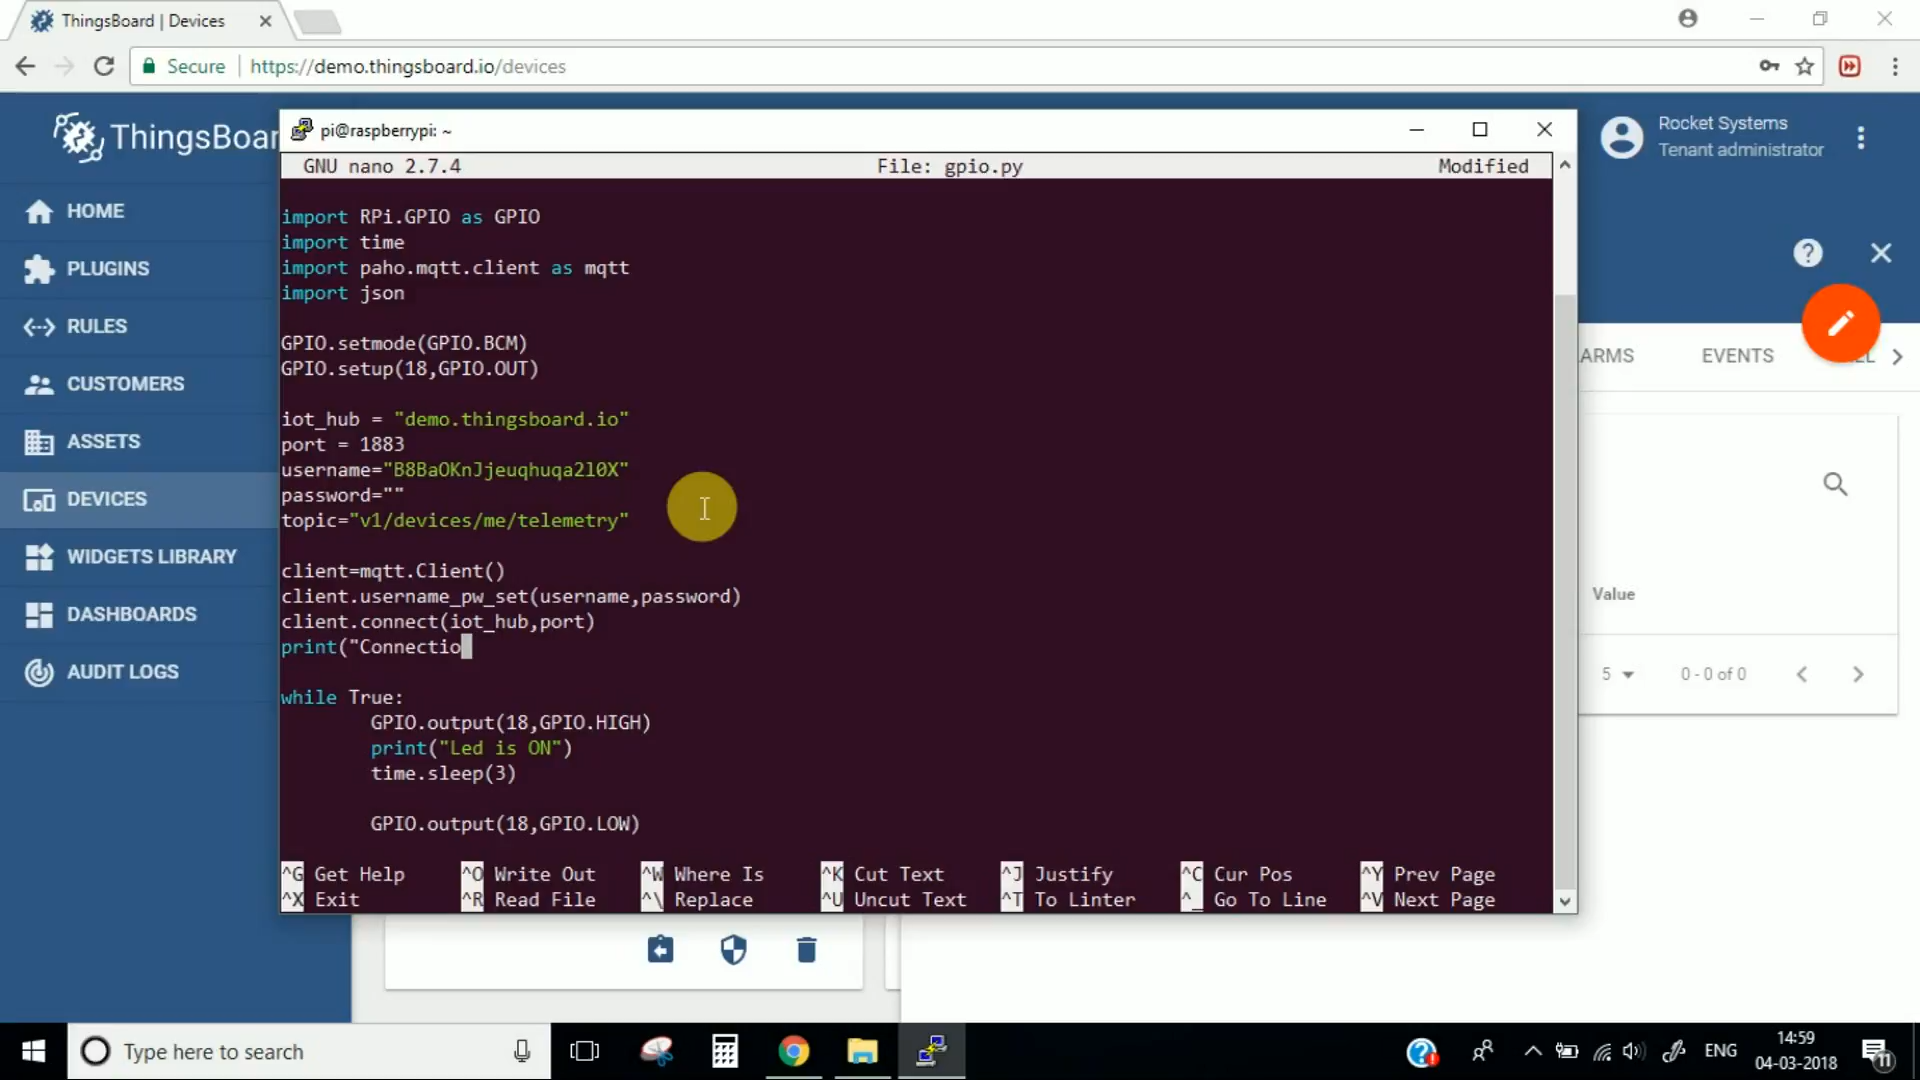 ThingsBoard | Devices
Secure
https://demo.thingsboard.io/devices
ThingsBoar
Rocket Systems
Tenant administrator
HOME
PLUGINS
RULES
CUSTOMERS
ASSETS
DEVICES
WIDGETS LIBRARY
DASHBOARDS
AUDIT LOGS
pi@raspberrypi: ~
GNU nano 2.7.4
File: gpio.py
Modified
import RPi.GPIO as GPIO
import time
import paho.mqtt.client as mqtt
import json
GPIO.setmode(GPIO.BCM)
GPIO.setup(18,GPIO.OUT)
iot_hub = "demo.thingsboard.io"
port = 1883
username="B8BaOKnJjeuqhuqa2l0X"
password=""
topic="v1/devices/me/telemetry"
client=mqtt.Client()
client.username_pw_set(username,password)
client.connect(iot_hub,port)
print("Connectio
while True:
GPIO.output(18,GPIO.HIGH)
print("Led is ON")
time.sleep(3)
GPIO.output(18,GPIO.LOW)
^G Get Help ^O Write Out ^W Where Is ^K Cut Text ^J Justify ^C Cur Pos ^Y Prev Page
^X Exit ^R Read File ^\ Replace ^U Uncut Text ^T To Linter ^_ Go To Line ^V Next Page
ARMS
EVENTS
Value
5
0 - 0 of 0
Type here to search
ENG
14:59
04-03-2018
11